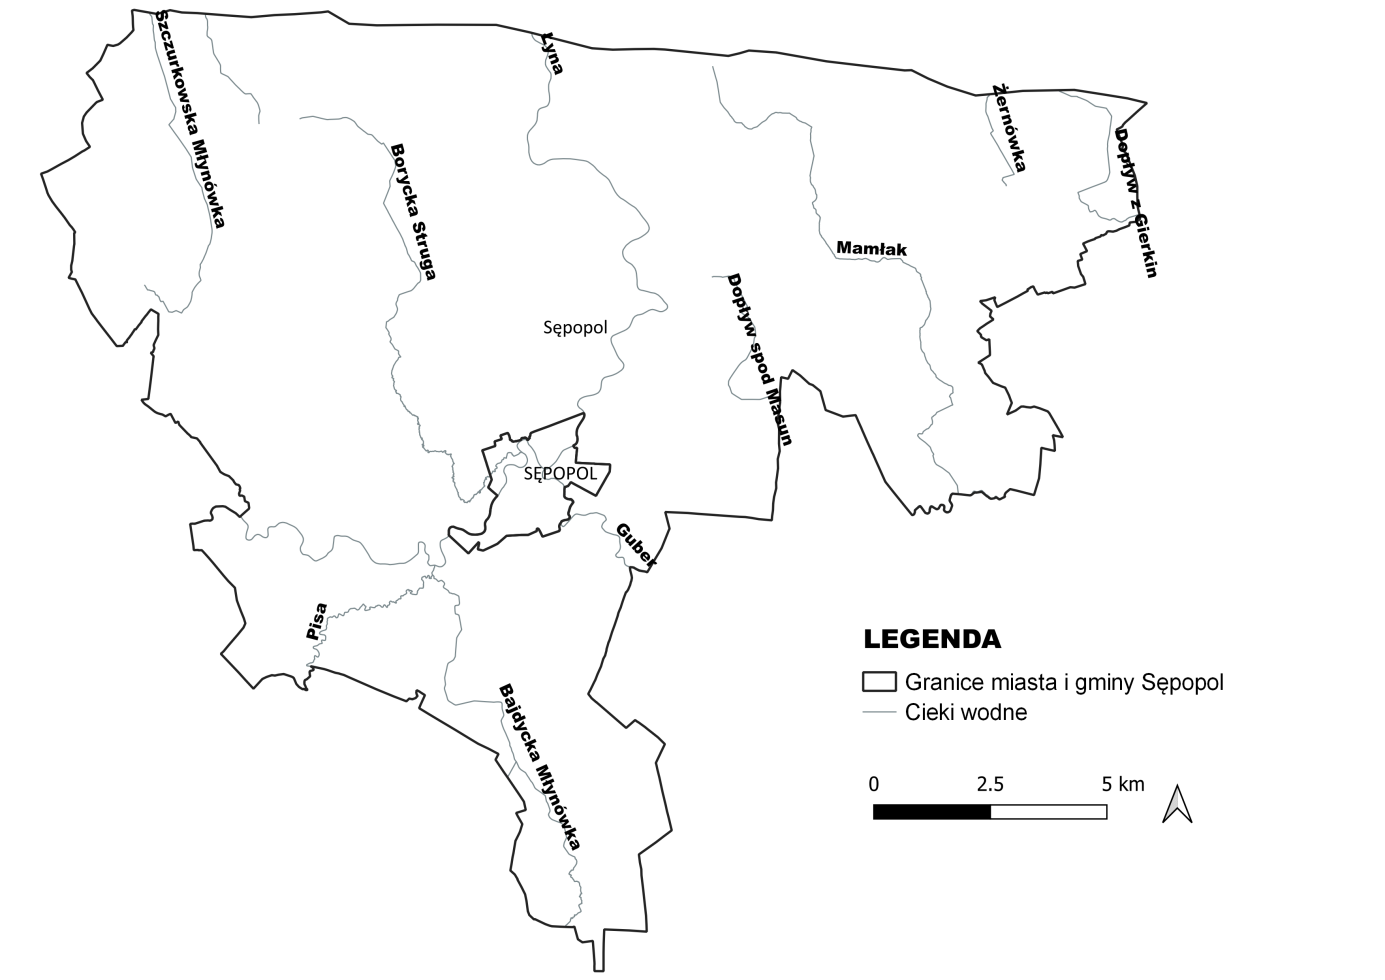 Szczurkowska Młynówka
Łyna
Żernówka
Dopływ z Gierkin
Borycka Struga
Mamłak
Dopływ spod Masun
Sępopol
SĘPOPOL
Guber
Pisa
Bajdycka Młynówka
LEGENDA
Granice miasta i gminy Sępopol
Cieki wodne
0 2.5 5 km